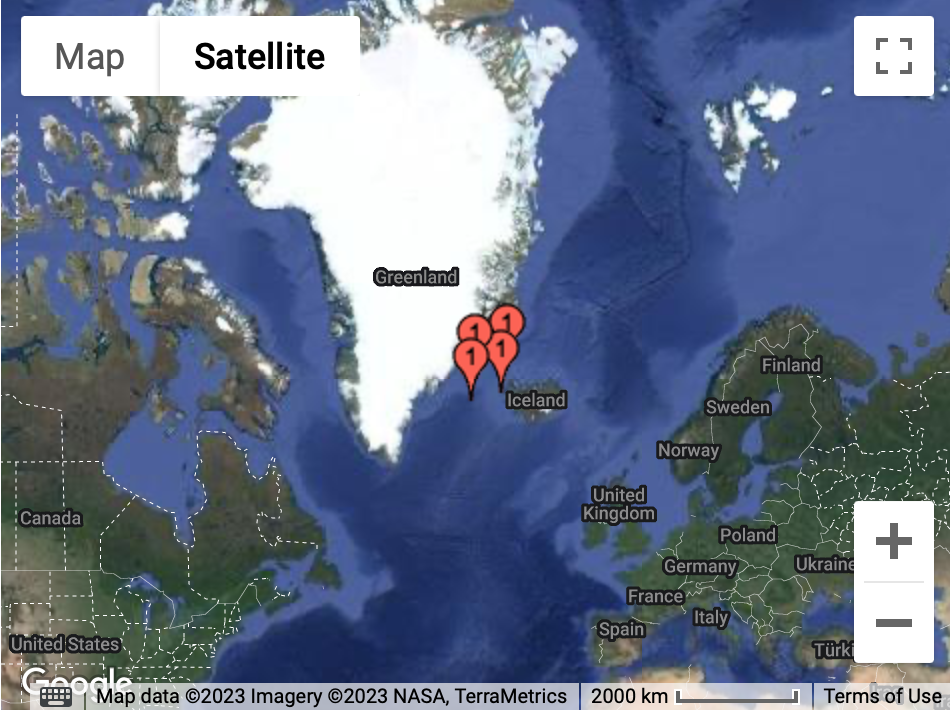 Map
Satellite
Greenland
1
1
1
1
Finland
Iceland
Sweden
Norway
United
Kingdom
Canada
Poland
Germany
Ukraine
France
Italy
Spain
United States
Türki
Google
Map data ©2023 Imagery ©2023 NASA, TerraMetrics
2000 km
Terms of Use